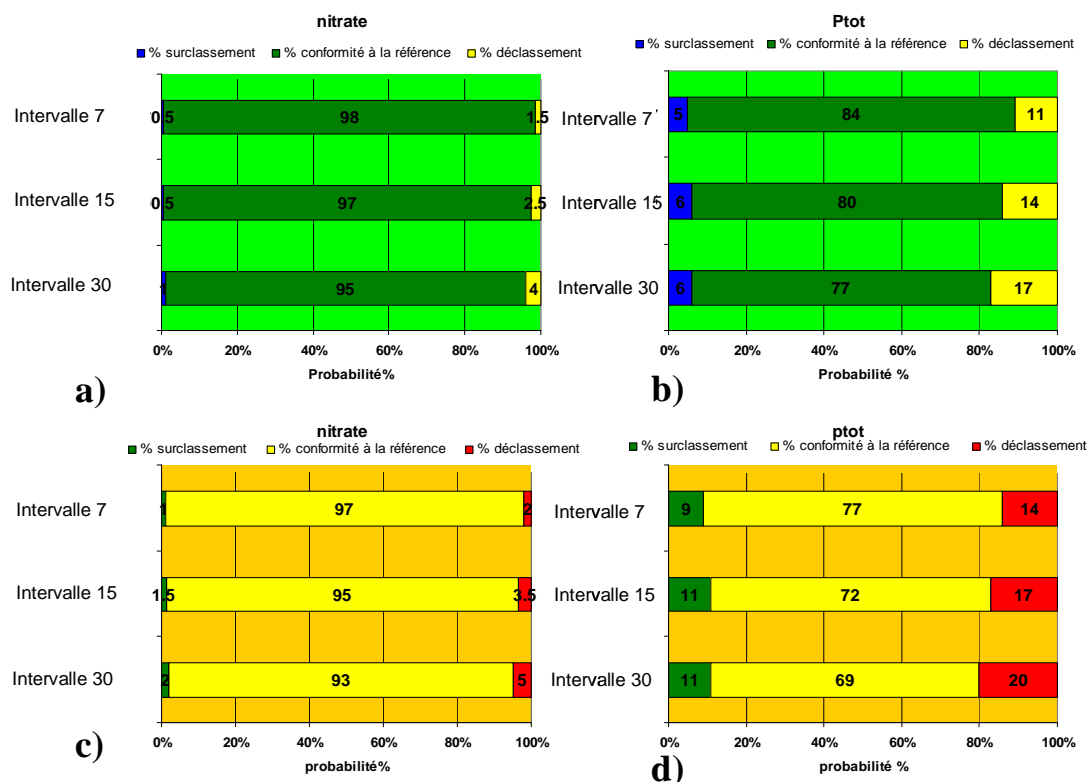 nitrate
% surclassement % conformité à la référence % déclassement
Intervalle 7
0.5 98 1.5
Intervalle 15
0.5 97 2.5
Intervalle 30
1 95 4
0% 20% 40% 60% 80% 100%
Probabilité%
a)
Ptot
% surclassement % conformité à la référence % déclassement
Intervalle 7
5 84 11
Intervalle 15
6 80 14
Intervalle 30
6 77 17
0% 20% 40% 60% 80% 100%
Probabilité %
b)
nitrate
% surclassement % conformité à la référence % déclassement
Intervalle 7
1 97 2
Intervalle 15
1.5 95 3.5
Intervalle 30
2 93 5
0% 20% 40% 60% 80% 100%
probabilité%
c)
ptot
% surclassement % conformité à la référence % déclassement
Intervalle 7
9 77 14
Intervalle 15
11 72 17
Intervalle 30
11 69 20
0% 20% 40% 60% 80% 100%
probabilité %
d)